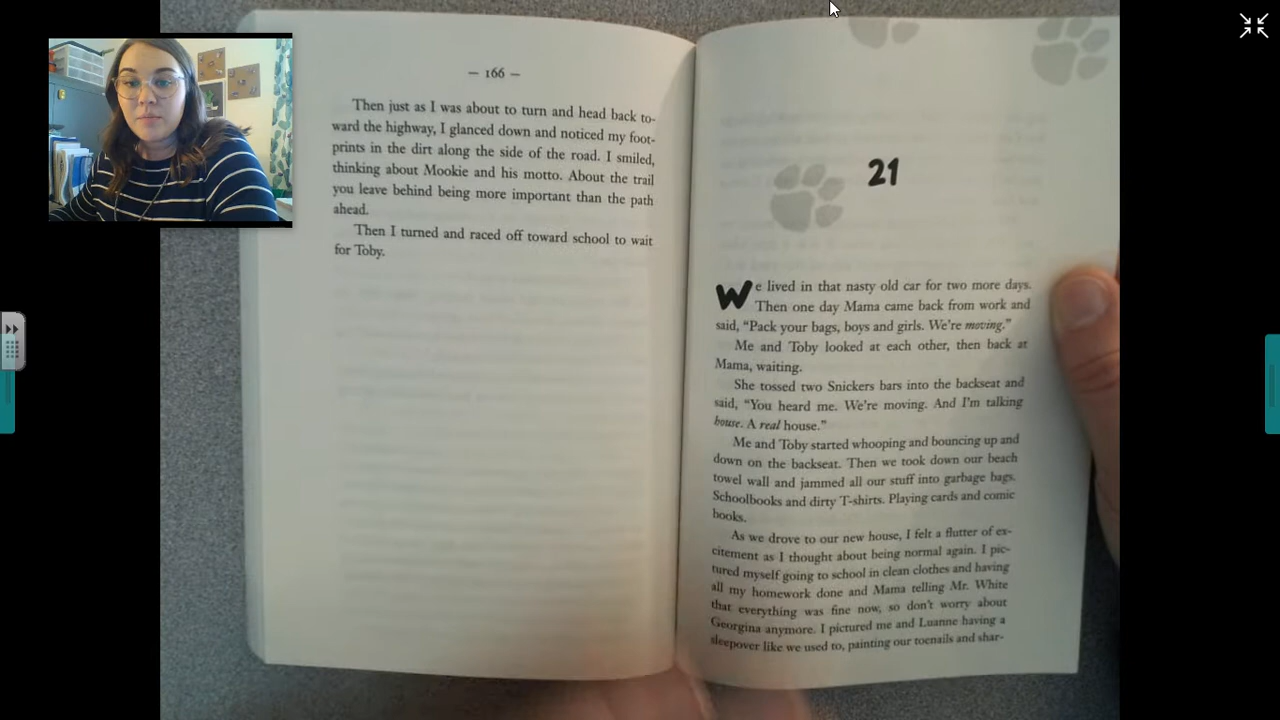 — 166 —
Then just as I was about to turn and head back to-
ward the highway, I glanced down and noticed my foot-
prints in the dirt along the side of the road. I smiled,
thinking about Mookie and his motto. About the trail
you leave behind being more important than the path
ahead.
Then I turned and raced off toward school to wait
for Toby.
21
We lived in that nasty old car for two more days.
Then one day Mama came back from work and
said, “Pack your bags, boys and girls. We're moving.”
Me and Toby looked at each other, then back at
Mama, waiting.
She tossed two Snickers bars into the backseat and
said, “You heard me. We're moving. And I'm talking
house. A real house.”
Me and Toby started whooping and bouncing up and
down on the backseat. Then we took down our beach
towel wall and jammed all our stuff into garbage bags.
Schoolbooks and dirty T-shirts. Playing cards and comic
books.
As we drove to our new house, I felt a flutter of ex-
citement as I thought about being normal again. I pic-
tured myself going to school in clean clothes and having
all my homework done and Mama telling Mr. White
that everything was fine now, so don't worry about
Georgina anymore. I pictured me and Luanne having a
sleepover like we used to, painting our toenails and shar-